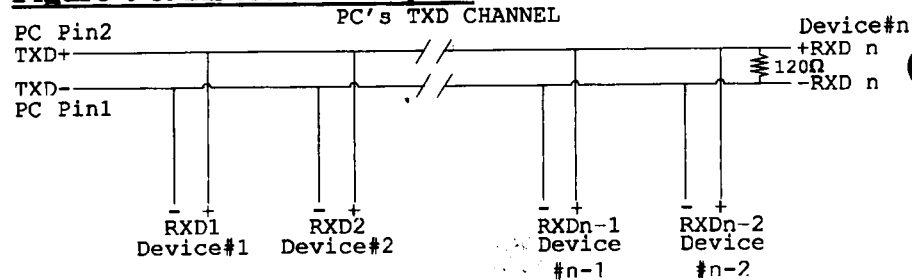 PC's TXD CHANNEL
PC Pin2
TXD+
TXD-
PC Pin1
Device#n
+RXD n
120Ω
-RXD n
- +
RXD1
Device#1
- +
RXD2
Device#2
- +
RXDn-1
Device
#n-1
- +
RXDn-2
Device
#n-2